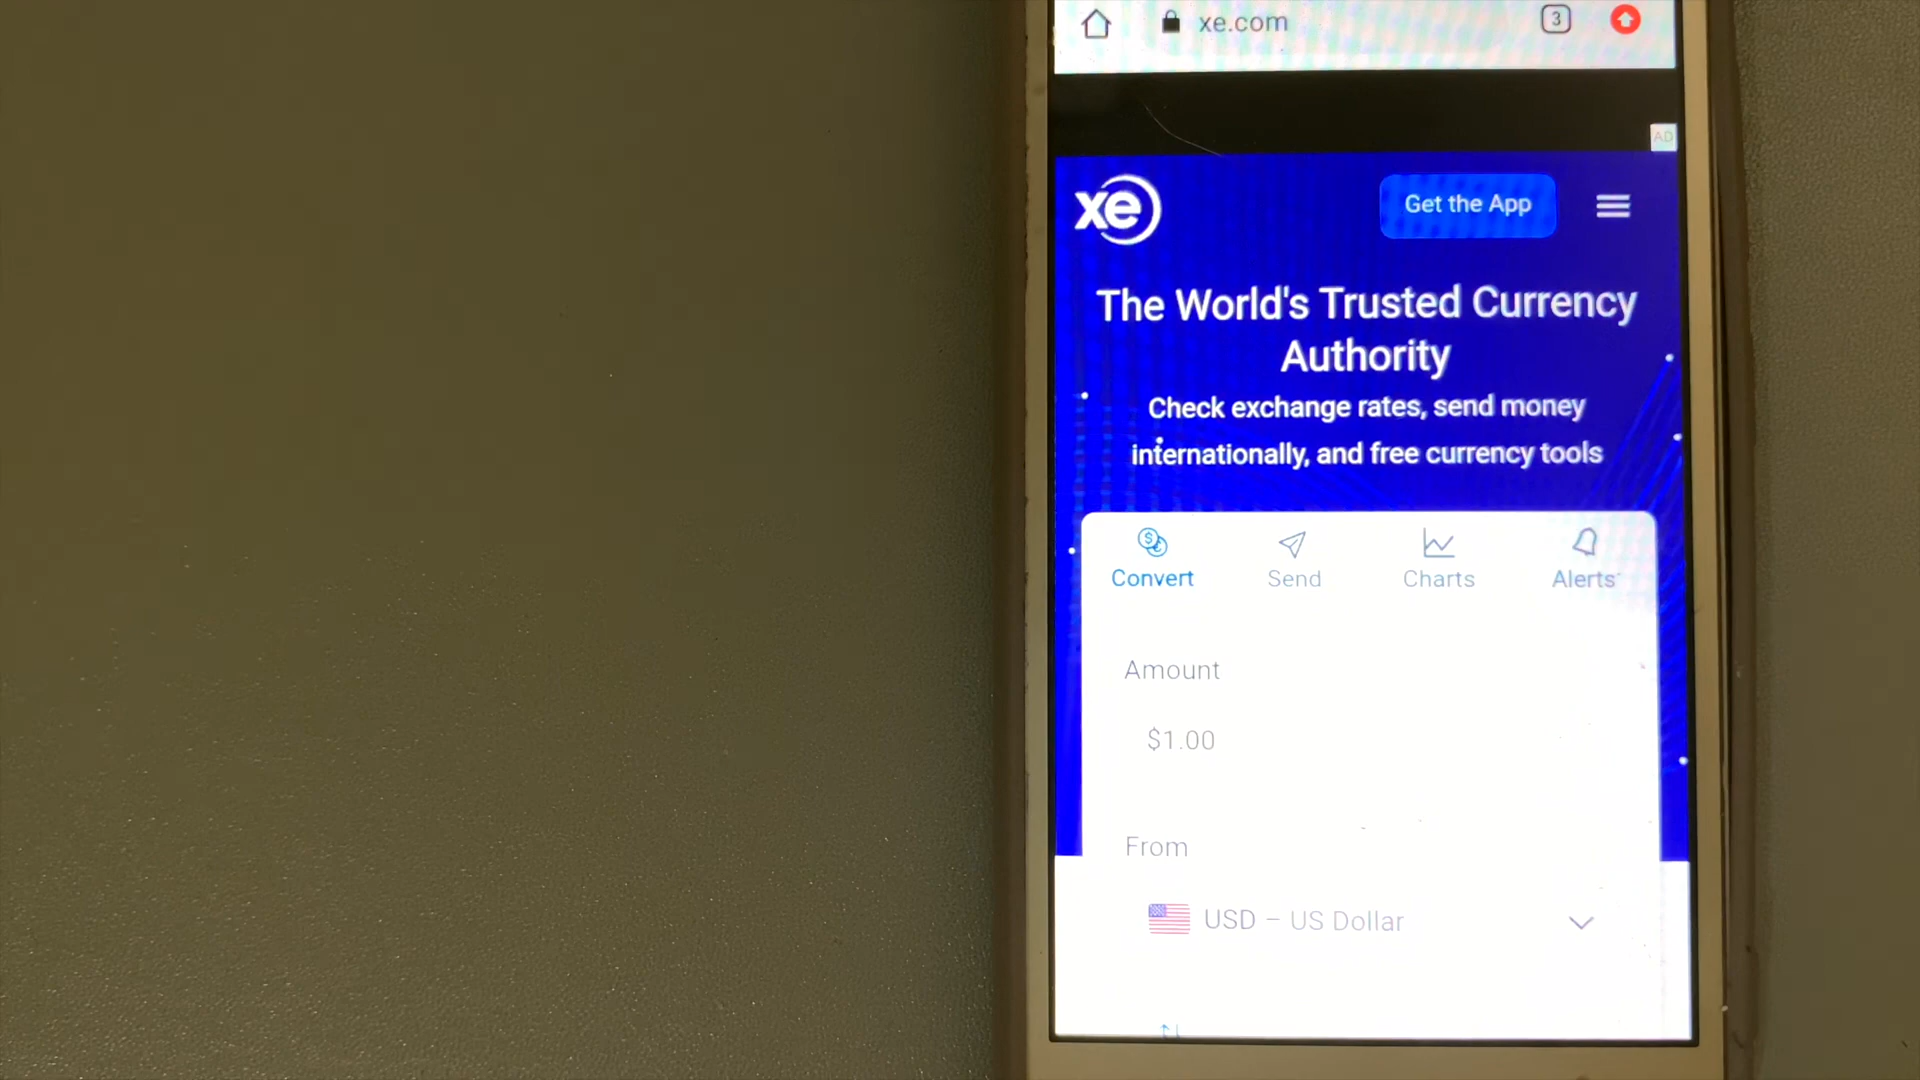 xe.com
3
AD
xe
Get the App
The World's Trusted Currency
Authority
Check exchange rates, send money
internationally, and free currency tools
Convert
Send
Charts
Alerts
Amount
$1.00
From
USD – US Dollar